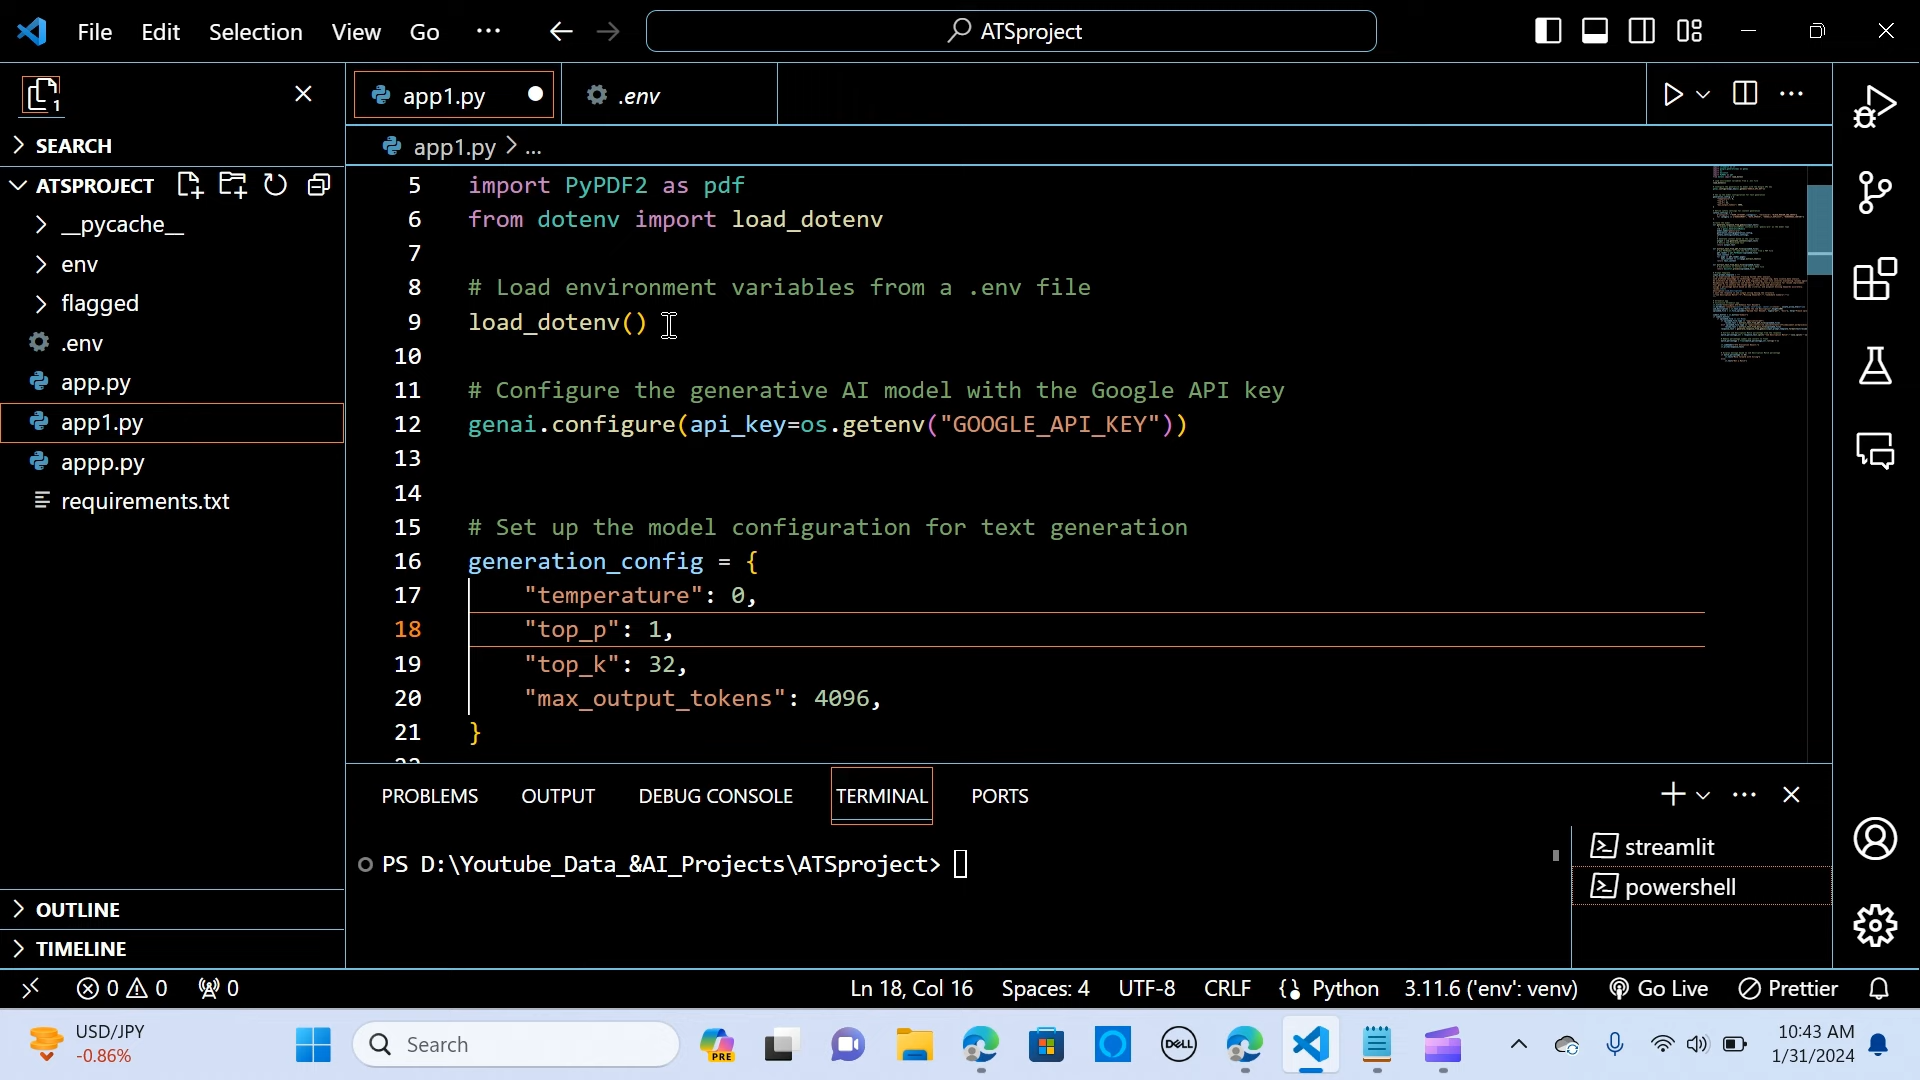 File Edit Selection View Go ··· ATSproject
1
SEARCH
ATSPROJECT
__pycache__
env
flagged
.env
app.py
app1.py
appp.py
requirements.txt
OUTLINE
TIMELINE
app1.py .env
app1.py > ...
5 import PyPDF2 as pdf
6 from dotenv import load_dotenv
7
8 # Load environment variables from a .env file
9 load_dotenv()
10
11 # Configure the generative AI model with the Google API key
12 genai.configure(api_key=os.getenv("GOOGLE_API_KEY"))
13
14
15 # Set up the model configuration for text generation
16 generation_config = {
17 "temperature": 0,
18 "top_p": 1,
19 "top_k": 32,
20 "max_output_tokens": 4096,
21 }
PROBLEMS OUTPUT DEBUG CONSOLE TERMINAL PORTS
PS D:\Youtube_Data_&AI_Projects\ATSproject>
streamlit
powershell
0 0 0 Ln 18, Col 16 Spaces: 4 UTF-8 CRLF Python 3.11.6 ('env': venv) Go Live Prettier
USD/JPY
-0.86%
Search
PRE
DELL
10:43 AM
1/31/2024